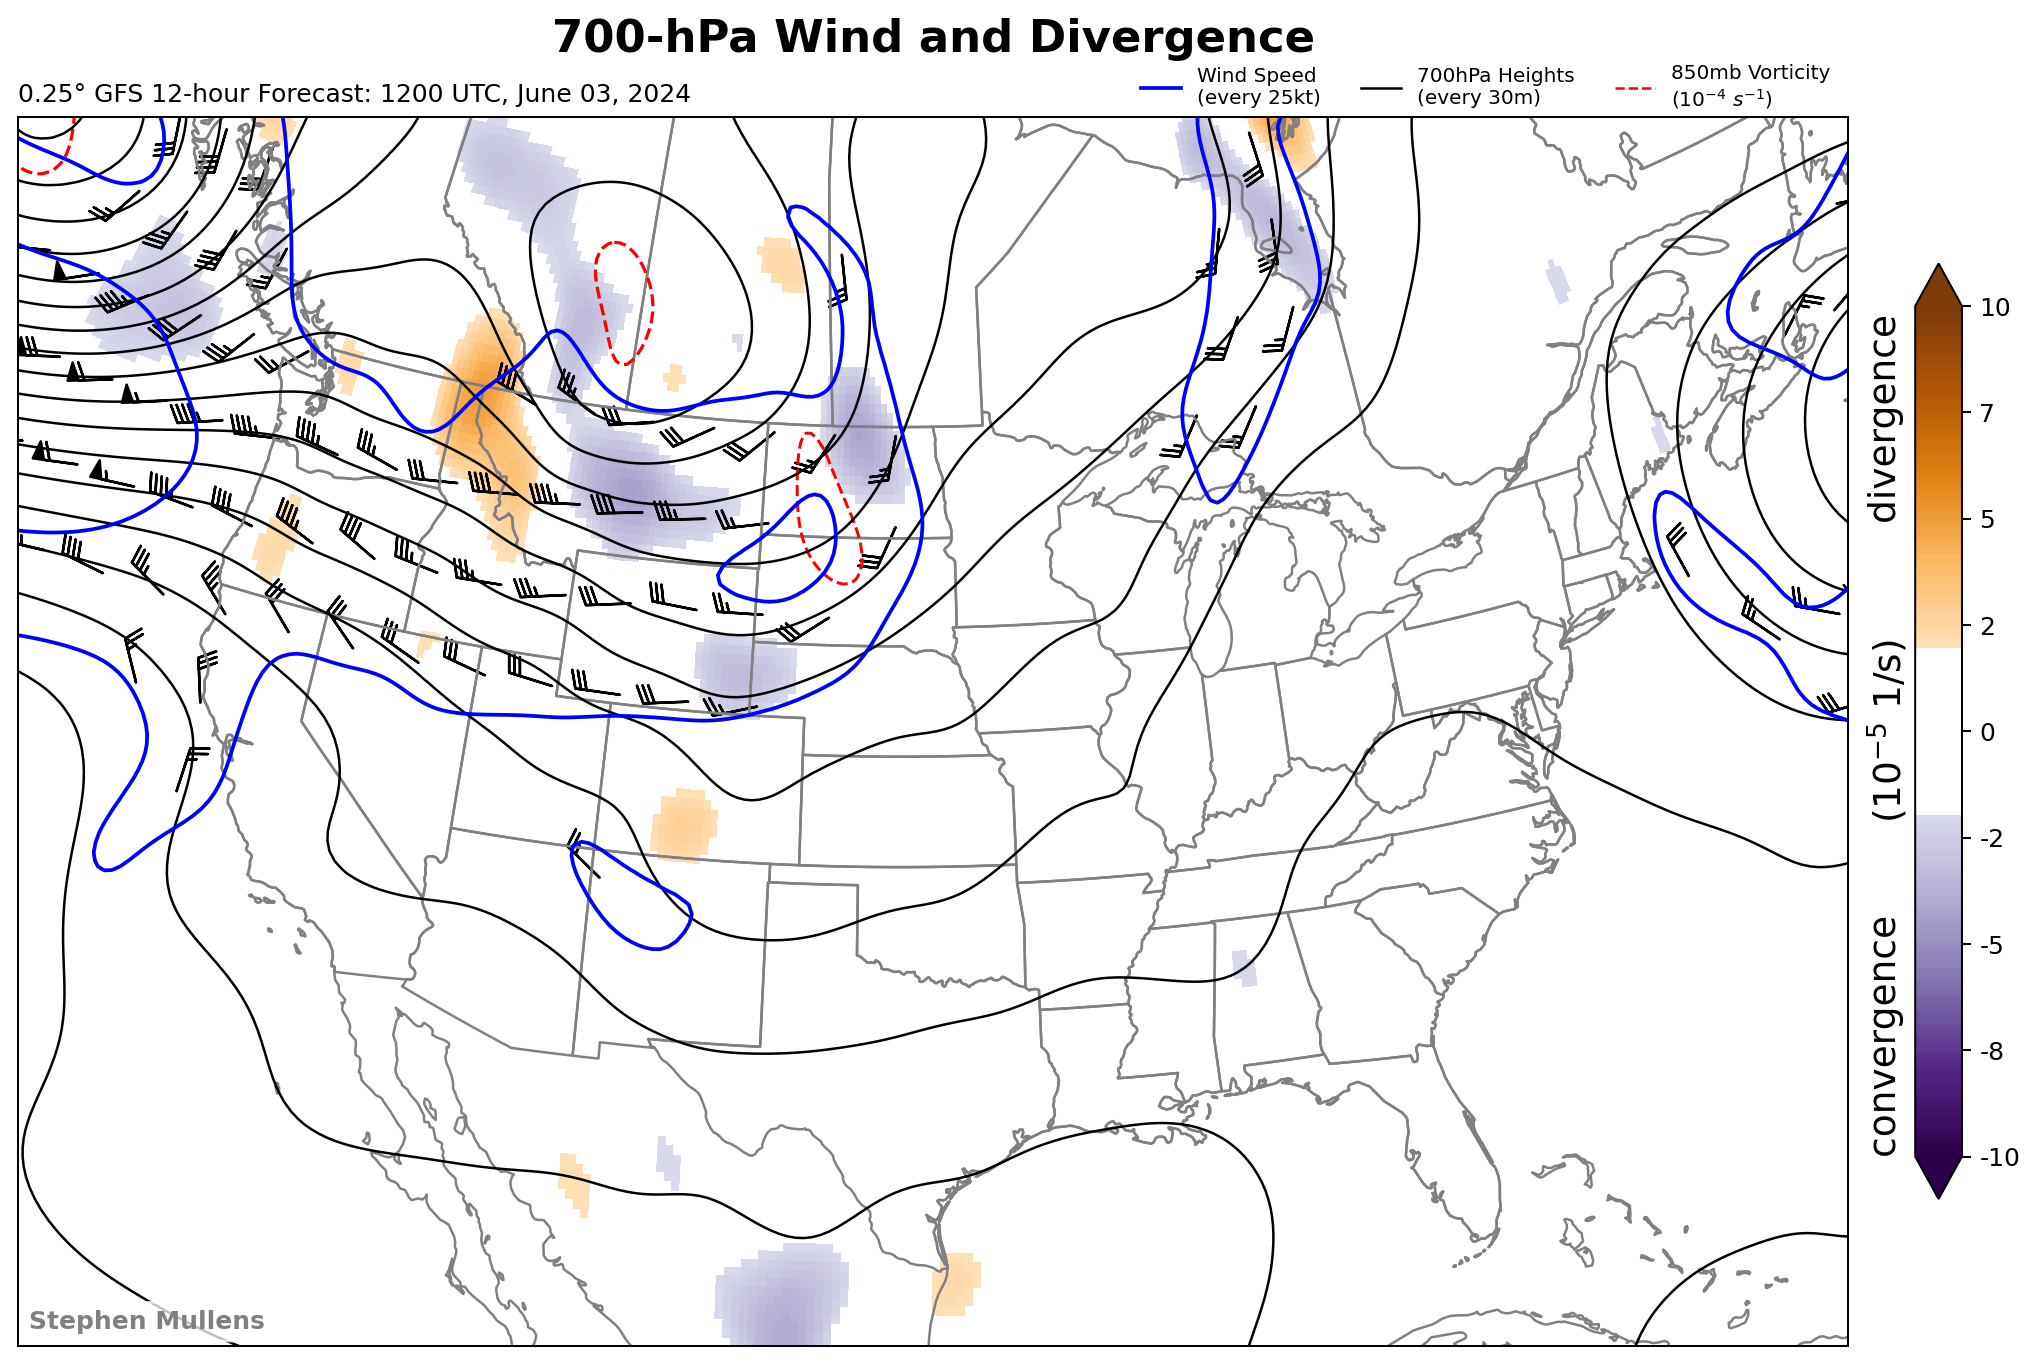 700-hPa Wind and Divergence
0.25° GFS 12-hour Forecast: 1200 UTC, June 03, 2024
Wind Speed
(every 25kt)
700hPa Heights
(every 30m)
850mb Vorticity
(10⁻⁴ s⁻¹)
10
7
5
2
0
-2
-5
-8
-10
convergence (10⁻⁵ 1/s) divergence
Stephen Mullens